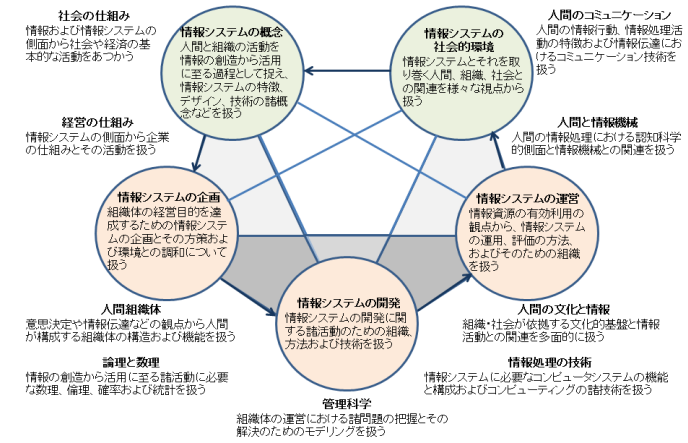 社会の仕組み
情報および情報システムの
側面から社会や経済の基
本的な活動をあつかう
情報システムの概念
人間と組織の活動を
情報の創造から活用
に至る過程として捉え、
情報システムの特徴、
デザイン、技術の諸概
念などを扱う
情報システムの
社会的環境
情報システムとそれを取
り巻く人間、組織、社会と
の関連を様々な視点から
扱う
人間のコミュニケーション
人間の情報行動、情報処理活
動の特徴および情報伝達にお
けるコミュニケーション技術を
扱う
経営の仕組み
情報システムの側面から企業
の仕組みとその活動を扱う
人間と情報機械
人間の情報処理における認知科学
的側面と情報機械との関連を扱う
情報システムの企画
組織体の経営目的を達
成するための情報システ
ムの企画とその方策およ
び環境との調和について
扱う
情報システムの運営
情報資源の有効利用の
観点から、情報システム
の運用、評価の方法、
およびそのための組織
を扱う
情報システムの開発
情報システムの開発に関
する諸活動のための組織、
方法および技術を扱う
人間組織体
意思決定や情報伝達などの観点から人間
が構成する組織体の構造および機能を扱う
人間の文化と情報
組織・社会が依拠する文化的基盤と情報
活動との関連を多面的に扱う
論理と数理
情報の創造から活用に至る諸活動に必要
な数理、倫理、確率および統計を扱う
情報処理の技術
情報システムに必要なコンピュータシステムの機能
と構成およびコンピューティングの諸技術を扱う
管理科学
組織体の運営における諸問題の把握とその
解決のためのモデリングを扱う